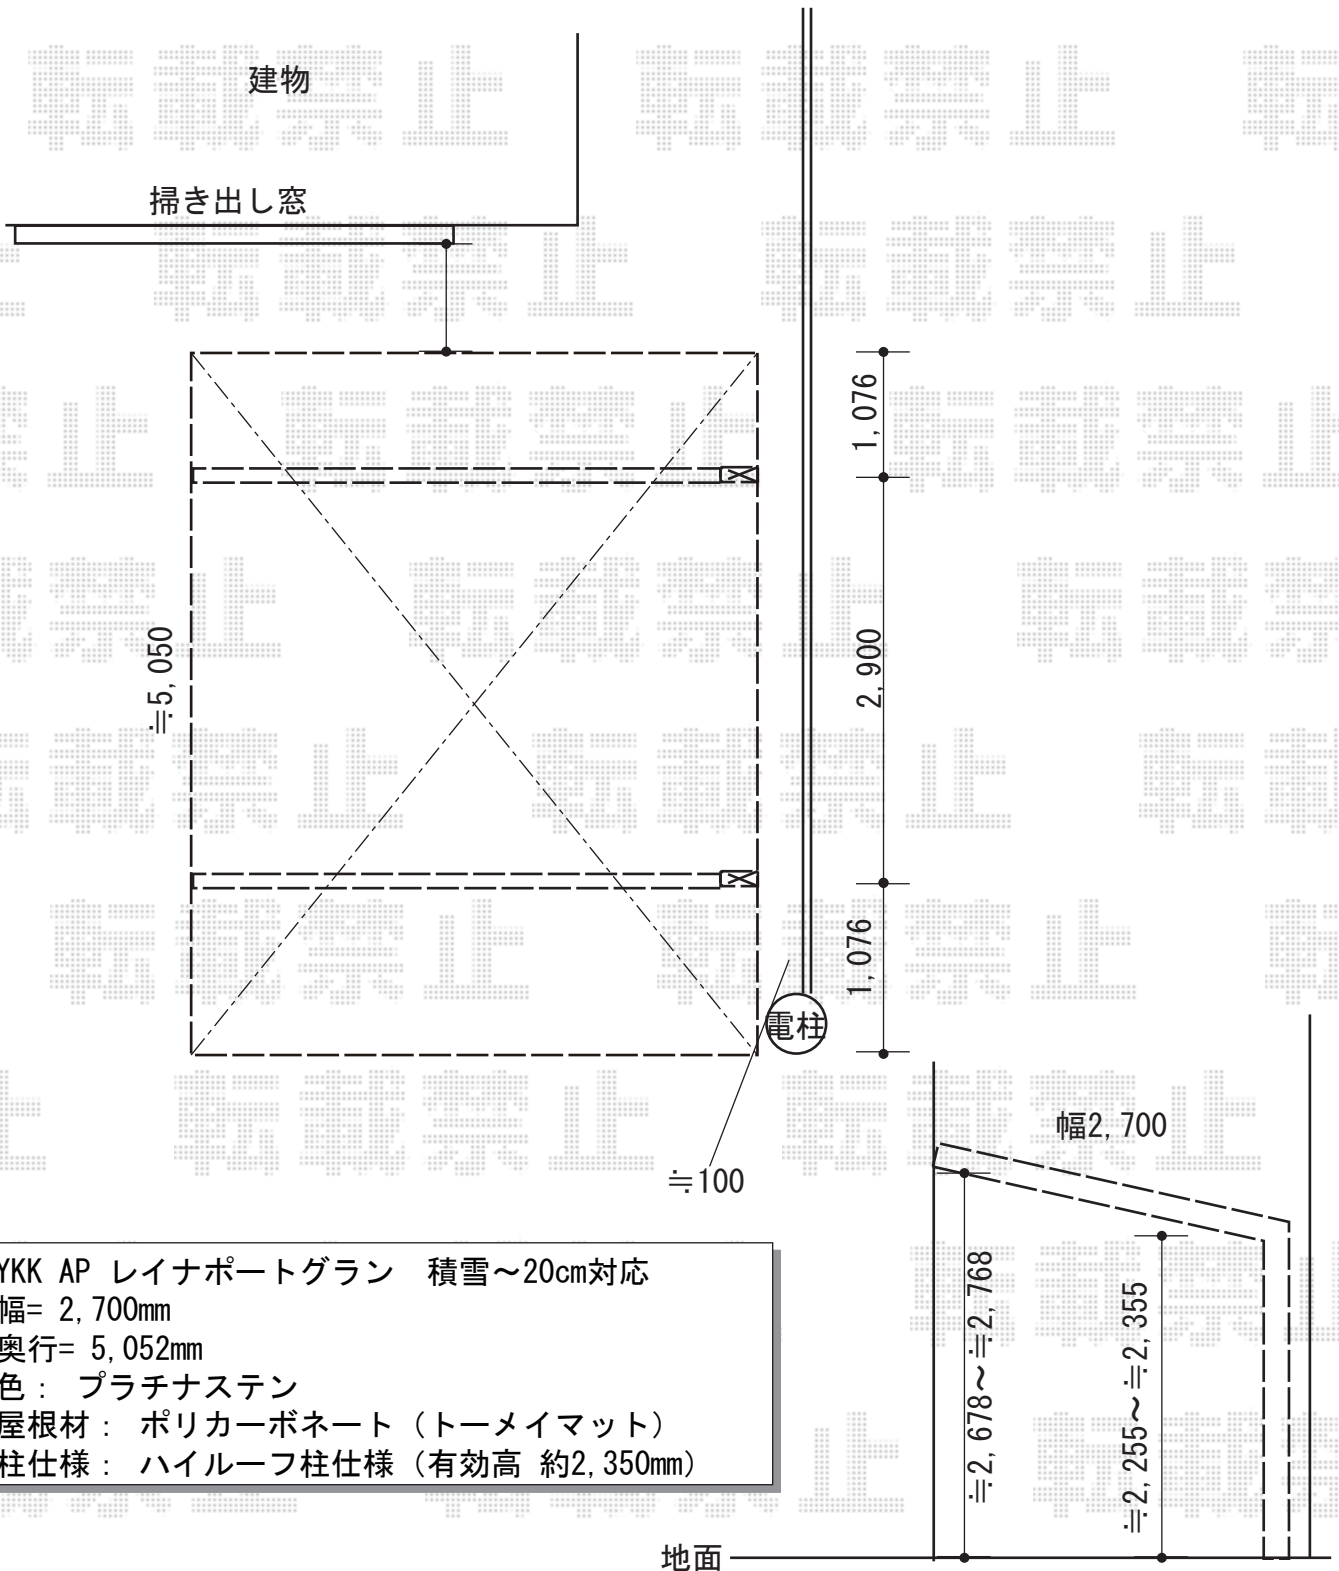 建物
掃き出し窓
1,076
2,900
≒5,050
1,076
電柱
≒100
幅2,700
≒2,678～≒2,768
≒2,255～≒2,355
地面
YKK AP レイナポートグラン　積雪～20cm対応
幅= 2,700mm
奥行= 5,052mm
色： プラチナステン
屋根材： ポリカーボネート（トーメイマット）
柱仕様： ハイルーフ柱仕様（有効高 約2,350mm）
転載禁止